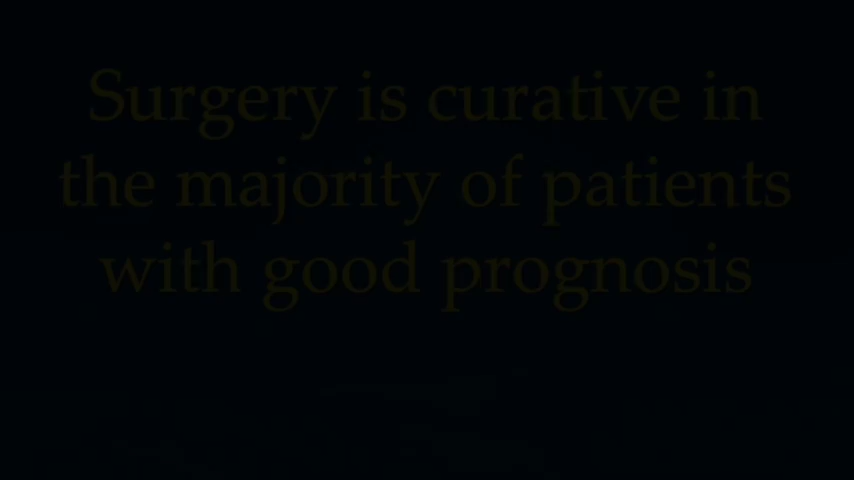 Surgery is curative in
the majority of patients
with good prognosis